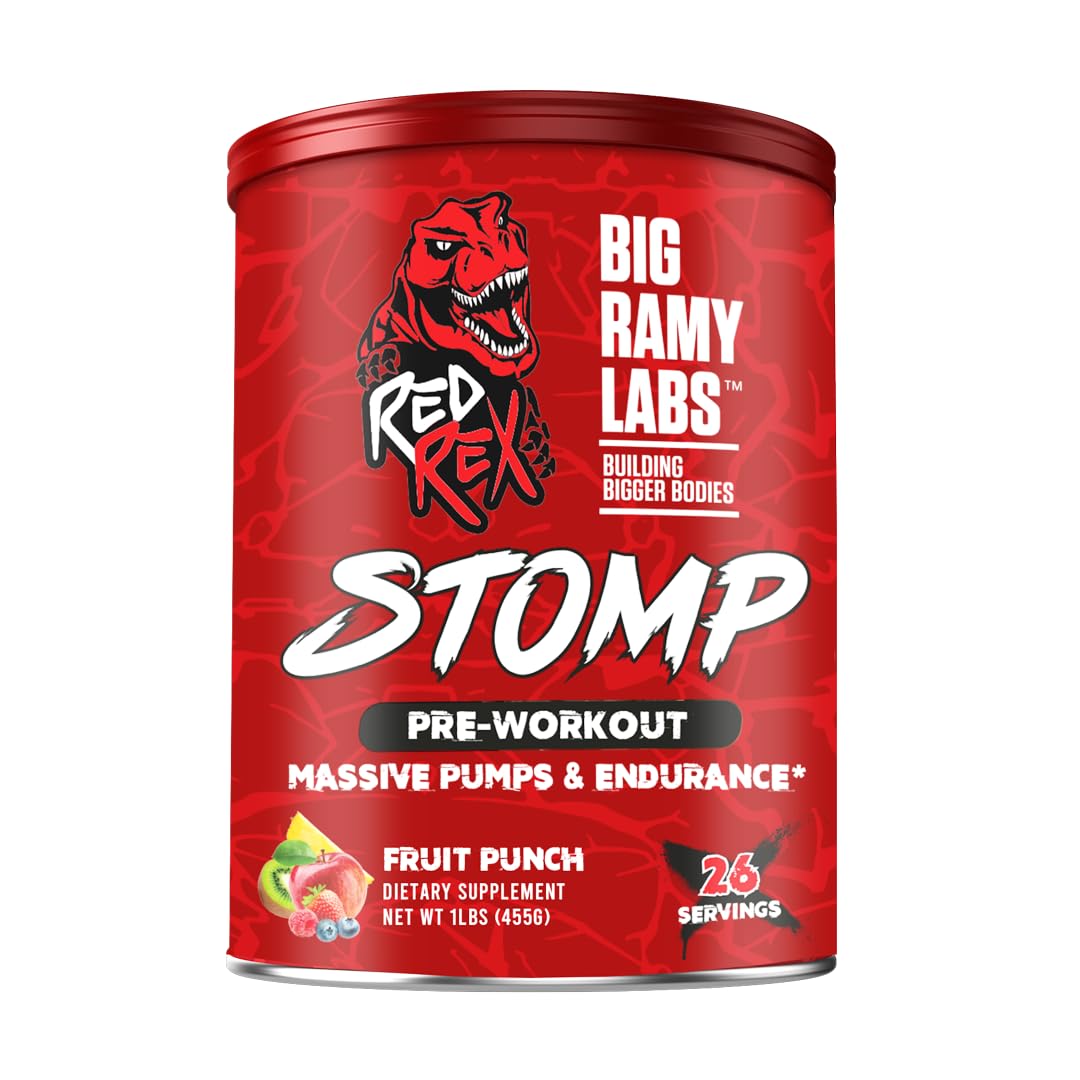 RED
REX
BIG
RAMY
LABS™
BUILDING
BIGGER BODIES
STOMP
PRE-WORKOUT
MASSIVE PUMPS & ENDURANCE*
FRUIT PUNCH
DIETARY SUPPLEMENT
NET WT 1LBS (455G)
26
SERVINGS